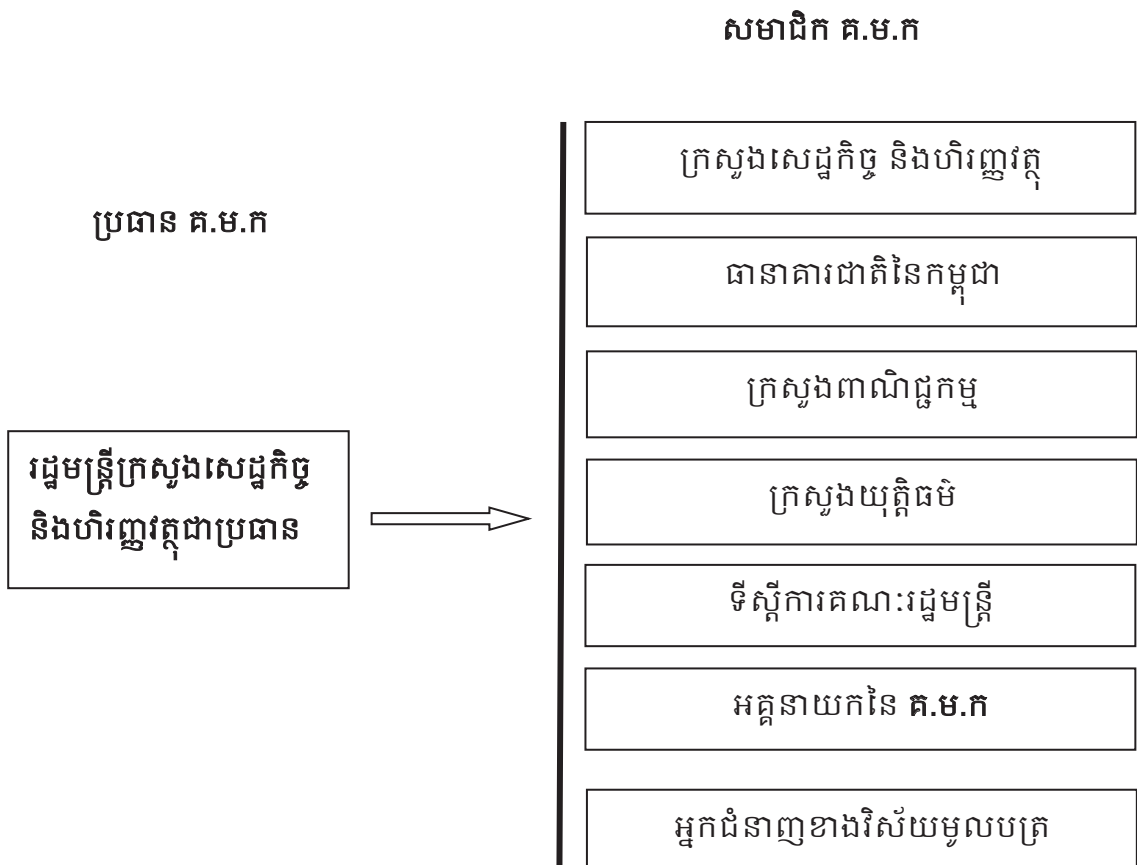 សមាជិក គ.ម.ក
ប្រធាន គ.ម.ក
រដ្ឋមន្ត្រីក្រសួងសេដ្ឋកិច្ច
និងហិរញ្ញវត្ថុជាប្រធាន
ក្រសួងសេដ្ឋកិច្ច និងហិរញ្ញវត្ថុ
ធានាគារជាតិនៃកម្ពុជា
ក្រសួងពាណិជ្ជកម្ម
ក្រសួងយុត្តិធម៌
ទីស្តីការគណៈរដ្ឋមន្ត្រី
អគ្គនាយកនៃ គ.ម.ក
អ្នកជំនាញខាងវិស័យមូលបត្រ